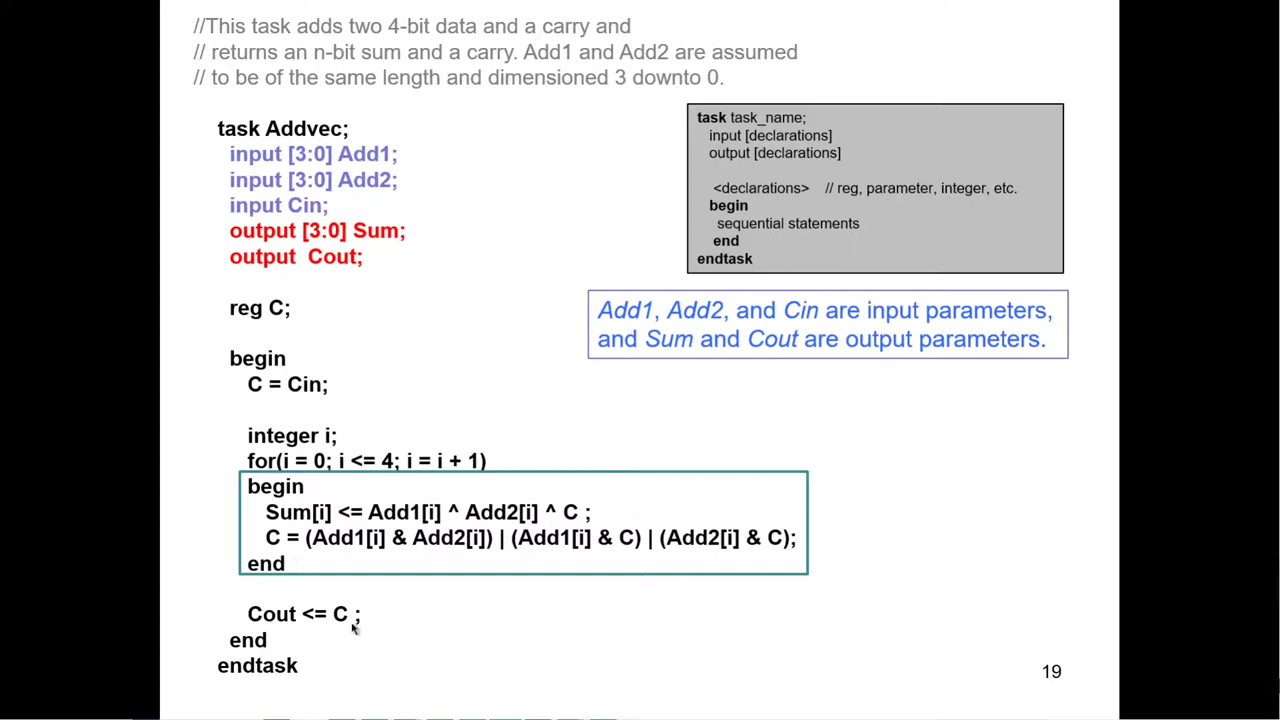 //This task adds two 4-bit data and a carry and
// returns an n-bit sum and a carry. Add1 and Add2 are assumed
// to be of the same length and dimensioned 3 downto 0.
task Addvec;
input [3:0] Add1;
input [3:0] Add2;
input Cin;
output [3:0] Sum;
output  Cout;
reg C;
begin
C = Cin;
integer i;
for(i = 0; i <= 4; i = i + 1)
begin
Sum[i] <= Add1[i] ^ Add2[i] ^ C ;
C = (Add1[i] & Add2[i]) | (Add1[i] & C) | (Add2[i] & C);
end
Cout <= C ;
end
endtask
task task_name;
input [declarations]
output [declarations]
<declarations>   // reg, parameter, integer, etc.
begin
sequential statements
end
endtask
Add1, Add2, and Cin are input parameters,
and Sum and Cout are output parameters.
19